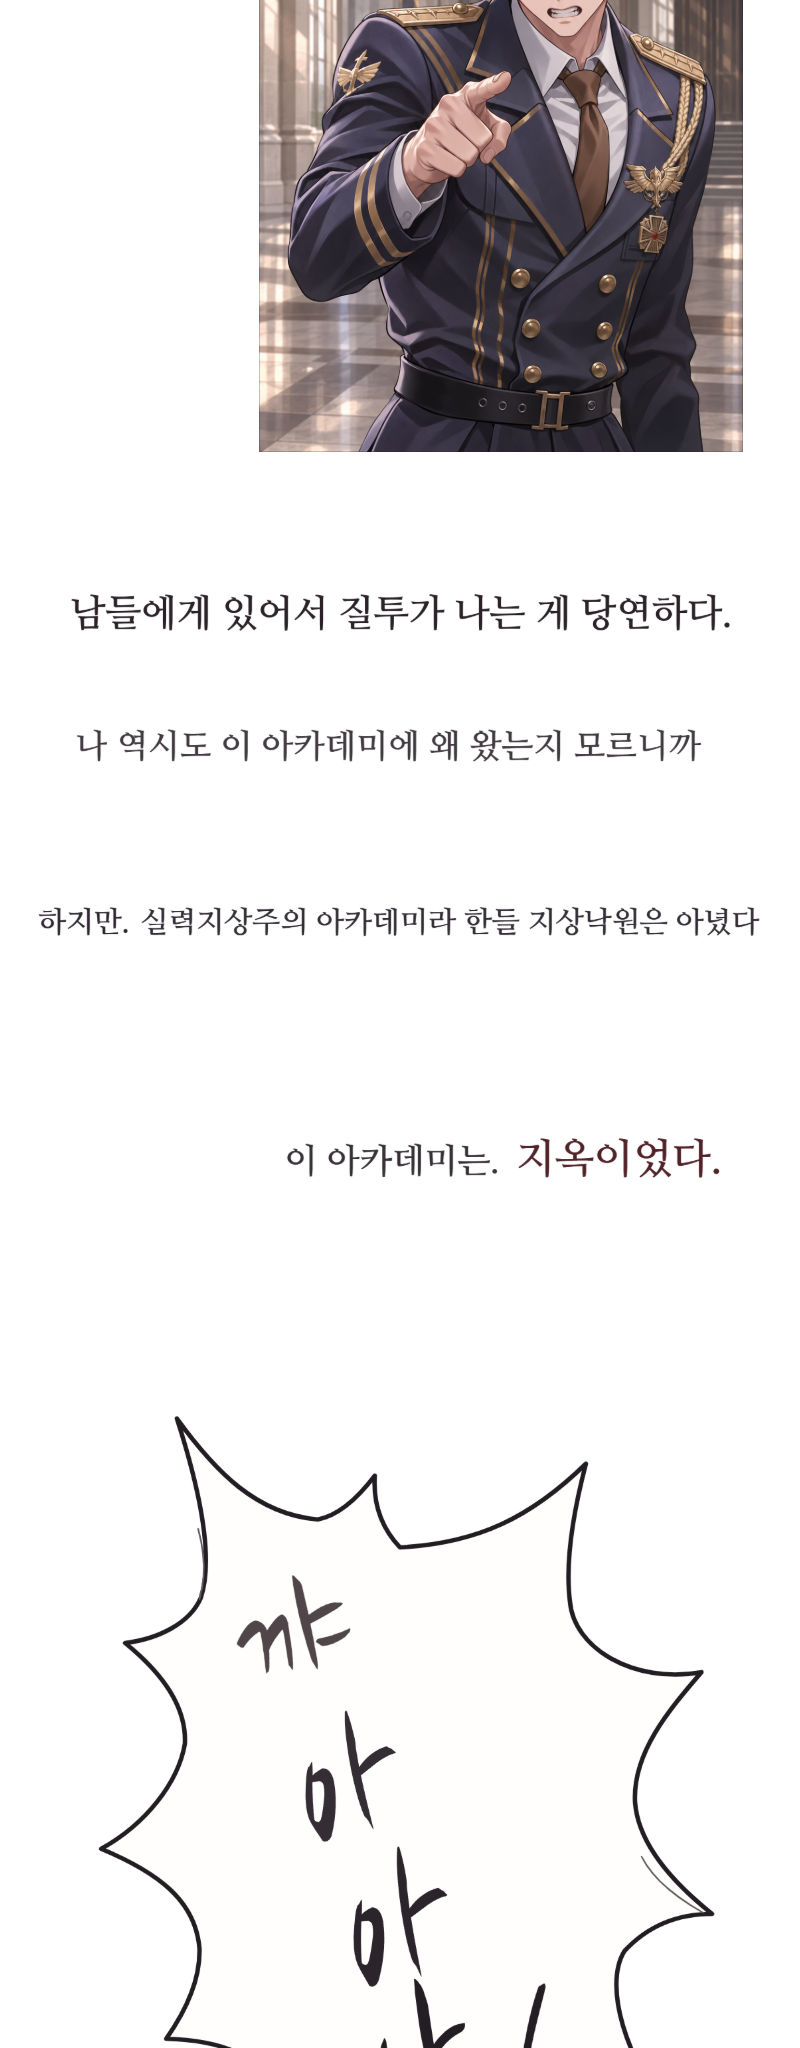 남들에게 있어서 질투가 나는 게 당연하다.
나 역시도 이 아카데미에 왜 왔는지 모르니까
하지만. 실력지상주의 아카데미라 한들 지상낙원은 아녔다
이 아카데미는. 지옥이었다.
꺄
아
아